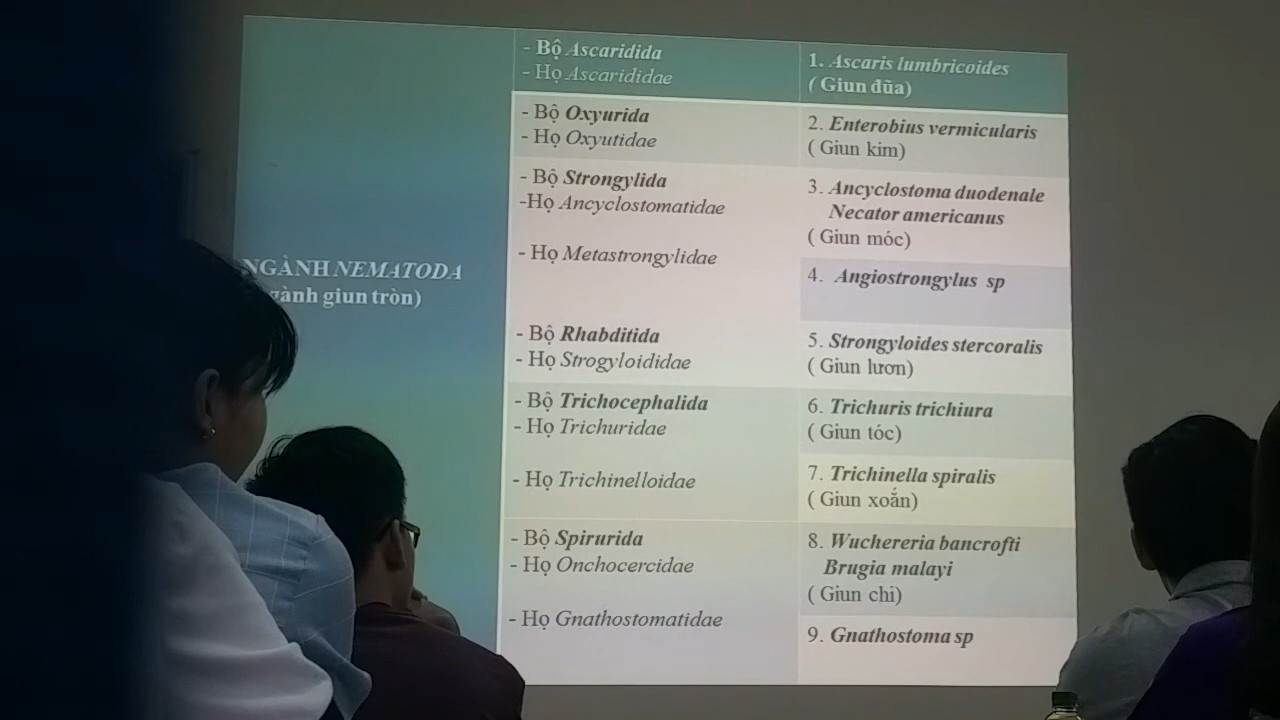 NGÀNH NEMATODA
gành giun tròn)
- Bộ Ascaridida
- Họ Ascarididae
1. Ascaris lumbricoides
( Giun đũa)
- Bộ Oxyurida
- Họ Oxyutidae
2. Enterobius vermicularis
( Giun kim)
- Bộ Strongylida
-Họ Ancyclostomatidae
- Họ Metastrongylidae
3. Ancyclostoma duodenale
Necator americanus
( Giun móc)
4. Angiostrongylus sp
- Bộ Rhabditida
- Họ Strogyloididae
5. Strongyloides stercoralis
( Giun lươn)
- Bộ Trichocephalida
- Họ Trichuridae
6. Trichuris trichiura
( Giun tóc)
- Họ Trichinelloidae
7. Trichinella spiralis
( Giun xoắn)
- Bộ Spirurida
- Họ Onchocercidae
8. Wuchereria bancrofti
Brugia malayi
( Giun chỉ)
- Họ Gnathostomatidae
9. Gnathostoma sp